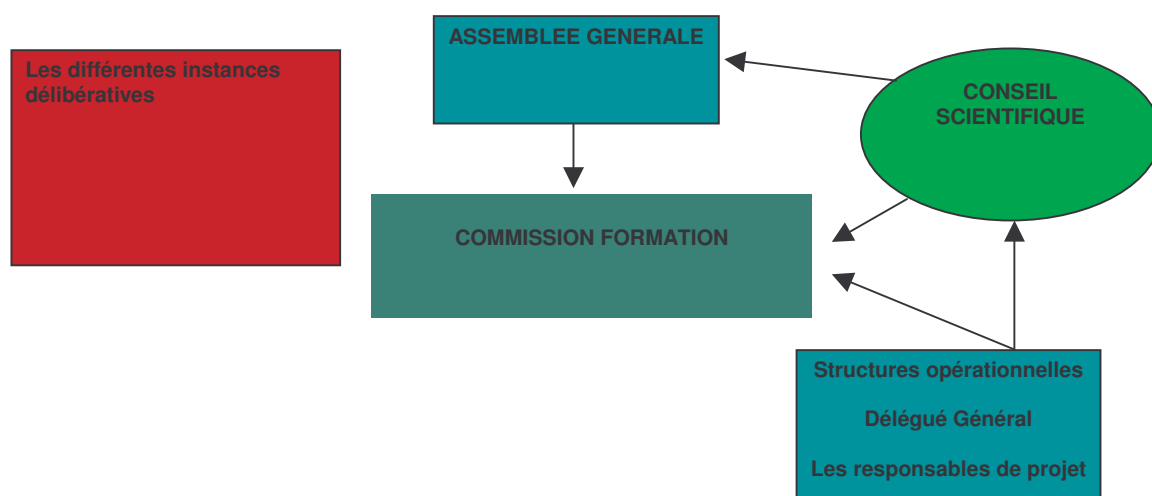 Les différentes instances
délibératives
ASSEMBLEE GENERALE
CONSEIL
SCIENTIFIQUE
COMMISSION FORMATION
Structures opérationnelles
Délégué Général
Les responsables de projet